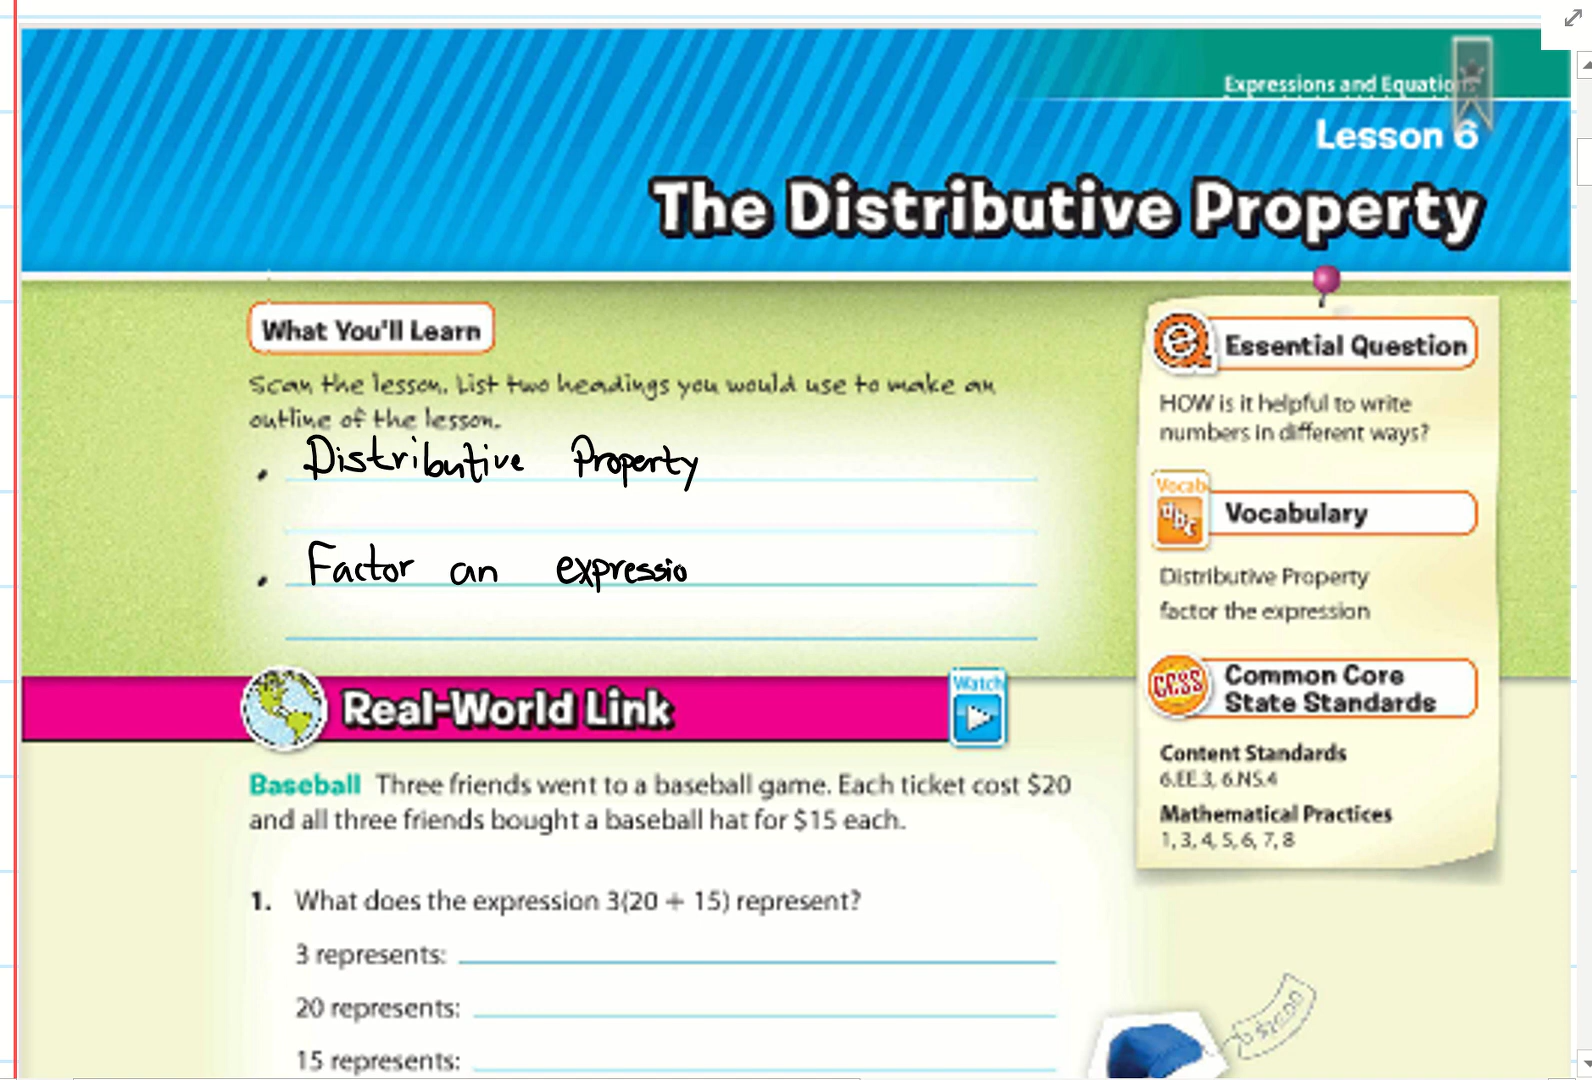 Expressions and Equation
Lesson 6
The Distributive Property
What You'll Learn
Scan the lesson. List two headings you would use to make an
outline of the lesson.
• Distributive Property
• Factor an expressio
Real-World Link
Watch
Baseball Three friends went to a baseball game. Each ticket cost $20
and all three friends bought a baseball hat for $15 each.
1. What does the expression 3(20 + 15) represent?
3 represents:
20 represents:
15 represents:
Essential Question
HOW is it helpful to write
numbers in different ways?
Vocab
abc
Vocabulary
Distributive Property
factor the expression
CCSS
Common Core
State Standards
Content Standards
6.EE.3, 6.NS.4
Mathematical Practices
1, 3, 4, 5, 6, 7, 8